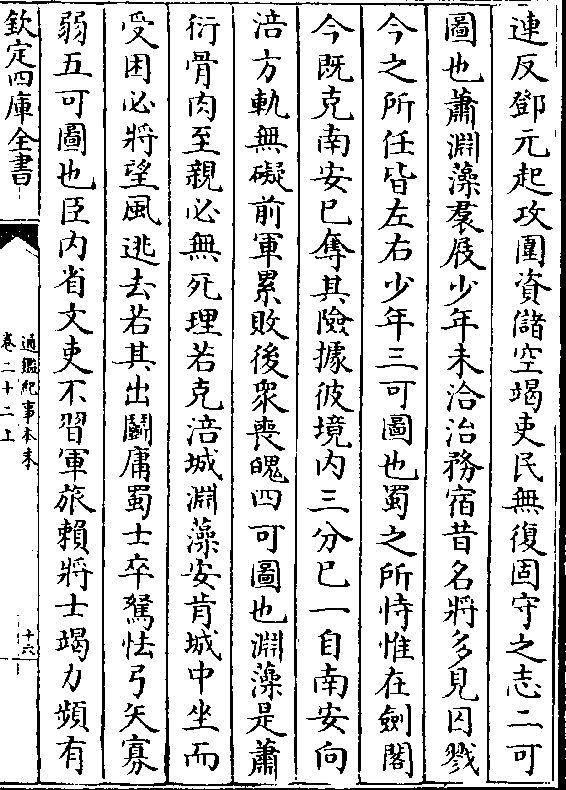 連反鄧元起攻圍資儲空竭吏民無復固守之志二可
圖也蕭淵藻羣屐少年未洽治務宿昔名將多見囚戮
今之所任皆左右少年三可圖也蜀之所恃惟在劍閣
今既克南安已奪其險據彼境内三分已一自南安向
涪方軌無礙前軍累敗後衆喪魄四可圖也淵藻是蕭
衍骨肉至親必無死理若克涪城淵藻安肯城中坐而
受困必將望風逃去若其出鬭庸蜀士卒駑怯弓矢寡
弱五可圖也臣内省文吏不習軍旅賴將士竭力頻有
欽定四庫全書
通鑑紀事本末
卷二十二上
十六